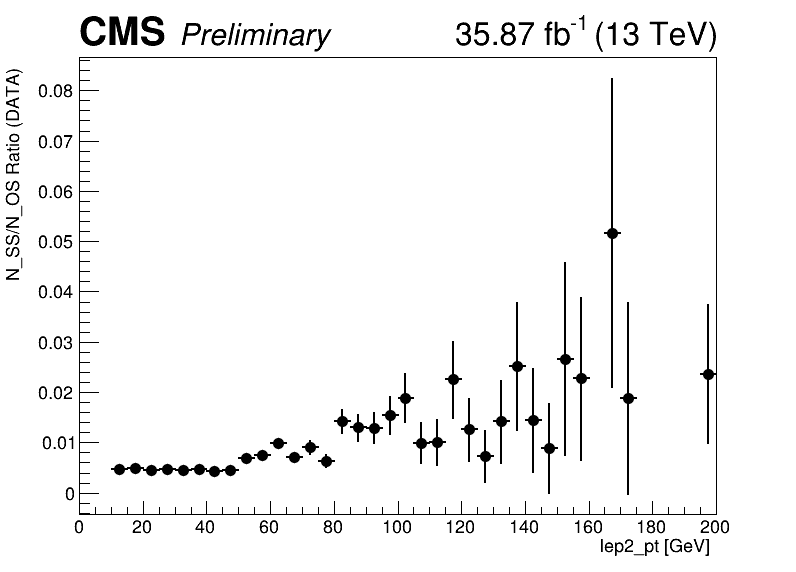 CMS Preliminary 35.87 fb⁻¹ (13 TeV)
N_SS/N_OS Ratio (DATA)
0.08
0.07
0.06
0.05
0.04
0.03
0.02
0.01
0
0 20 40 60 80 100 120 140 160 180 200
lep2_pt [GeV]